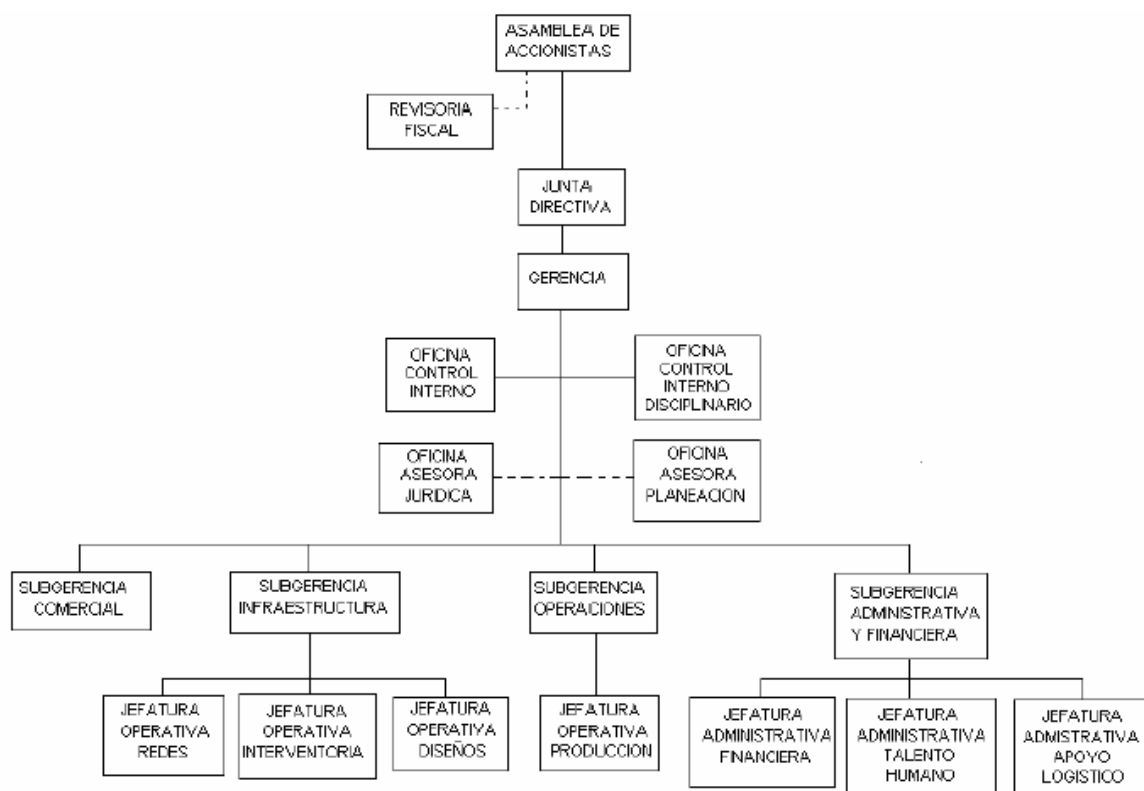 ASAMBLEA DE
ACCIONISTAS
REVISORIA
FISCAL
JUNTA
DIRECTIVA
GERENCIA
OFICINA
CONTROL
INTERNO
OFICINA
CONTROL
INTERNO
DISCIPLINARIO
OFICINA
ASESORA
JURIDICA
OFICINA
ASESORA
PLANEACION
SUBGERENCIA
COMERCIAL
SUBGERENCIA
INFRAESTRUCTURA
SUBGERENCIA
OPERACIONES
SUBGERENCIA
ADMINISTRATIVA
Y FINANCIERA
JEFATURA
OPERATIVA
REDES
JEFATURA
OPERATIVA
INTERVENTORIA
JEFATURA
OPERATIVA
DISEÑOS
JEFATURA
OPERATIVA
PRODUCCION
JEFATURA
ADMINISTRATIVA
FINANCIERA
JEFATURA
ADMINISTRATIVA
TALENTO
HUMANO
JEFATURA
ADMISTRATIVA
APOYO
LOGISTICO